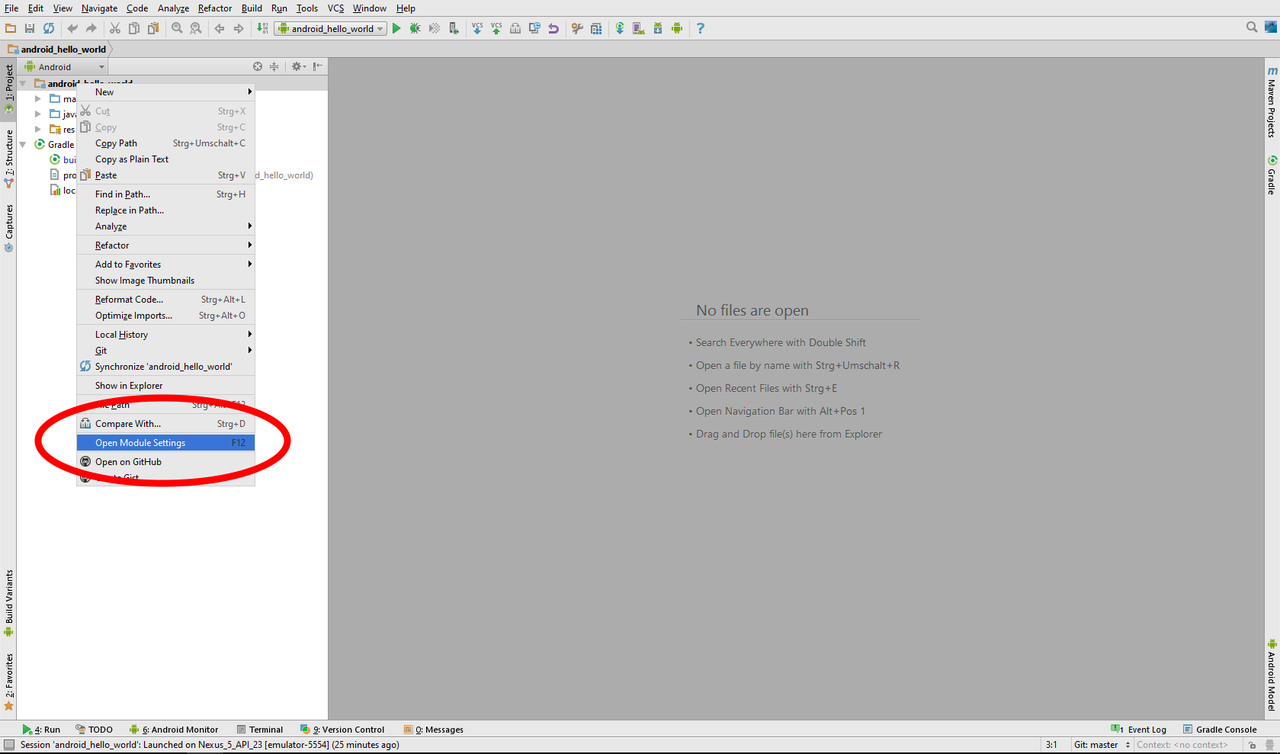 File Edit View Navigate Code Analyze Refactor Build Run Tools VCS Window Help
android_hello_world
VCS VCS
android_hello_world
Android
android_hello_world
ma
java
res
Gradle
bui
pro d_hello_world)
loc
New
Cut Strg+X
Copy Strg+C
Copy Path Strg+Umschalt+C
Copy as Plain Text
Paste Strg+V
Find in Path... Strg+H
Replace in Path...
Analyze
Refactor
Add to Favorites
Show Image Thumbnails
Reformat Code... Strg+Alt+L
Optimize Imports... Strg+Alt+O
Local History
Git
Synchronize 'android_hello_world'
Show in Explorer
File Path Strg+Alt+F12
Compare With... Strg+D
Open Module Settings F12
Open on GitHub
Gist
1: Project
7: Structure
Captures
Build Variants
2: Favorites
No files are open
• Search Everywhere with Double Shift
• Open a file by name with Strg+Umschalt+R
• Open Recent Files with Strg+E
• Open Navigation Bar with Alt+Pos 1
• Drag and Drop file(s) here from Explorer
m
Maven Projects
Gradle
Android Model
4: Run TODO 6: Android Monitor Terminal 9: Version Control 0: Messages 1 Event Log Gradle Console
Session 'android_hello_world': Launched on Nexus_5_API_23 [emulator-5554] (25 minutes ago) 3:1 Git: master Context: <no context>